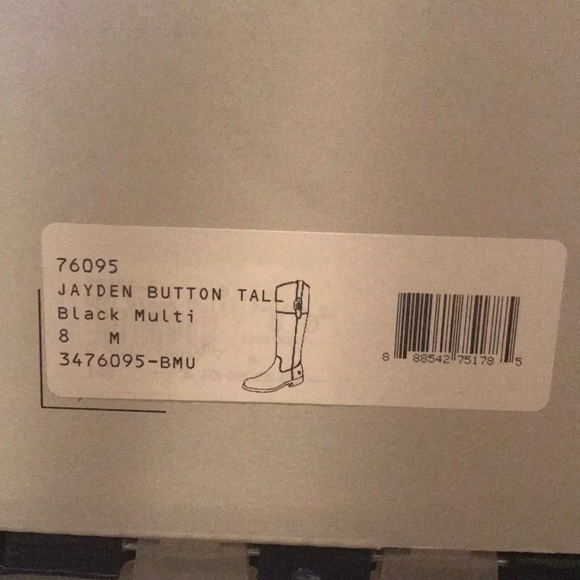 76095
JAYDEN BUTTON TALL
Black Multi
8 M
3476095-BMU
8 88542 75178 5